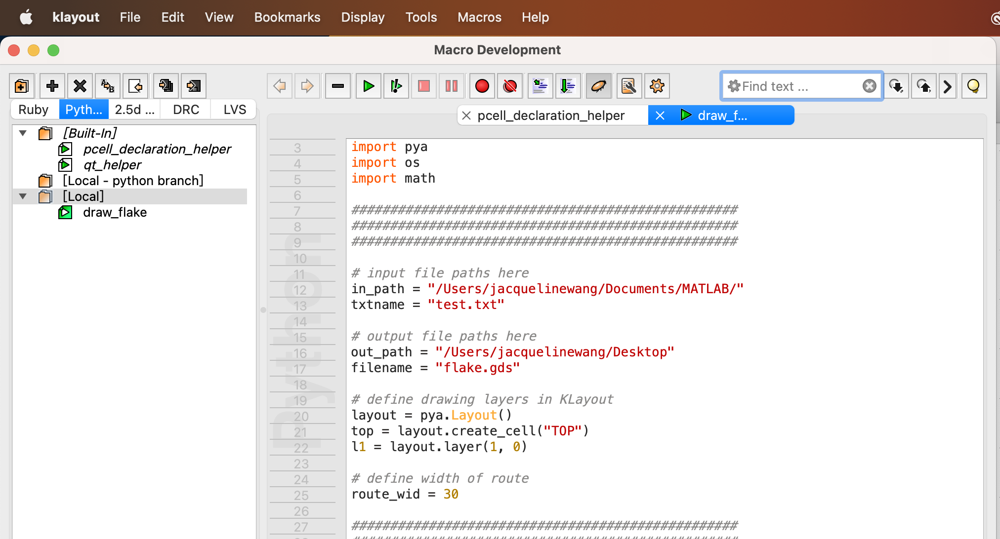 klayout File Edit View Bookmarks Display Tools Macros Help
Macro Development
Find text ...
Ruby Pyth... 2.5d ... DRC LVS
pcell_declaration_helper draw_f...
[Built-In]
pcell_declaration_helper
qt_helper
[Local - python branch]
[Local]
draw_flake
Python
3 import pya
4 import os
5 import math
6
7 ##################################################
8 ##################################################
9 ##################################################
10
11 # input file paths here
12 in_path = "/Users/jacquelinewang/Documents/MATLAB/"
13 txtname = "test.txt"
14
15 # output file paths here
16 out_path = "/Users/jacquelinewang/Desktop"
17 filename = "flake.gds"
18
19 # define drawing layers in KLayout
20 layout = pya.Layout()
21 top = layout.create_cell("TOP")
22 l1 = layout.layer(1, 0)
23
24 # define width of route
25 route_wid = 30
26
27 ##################################################